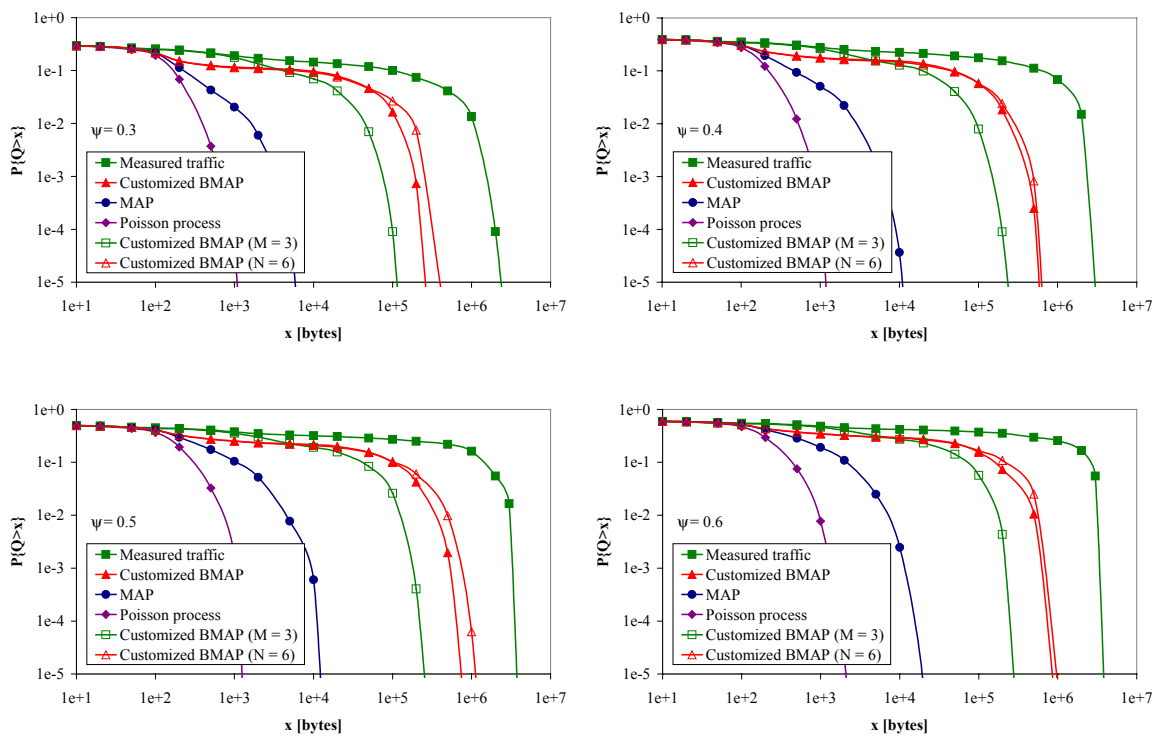 1e+0
1e-1
1e-2
1e-3
1e-4
1e-5
P{Q>x}
ψ= 0.3
Measured traffic
Customized BMAP
MAP
Poisson process
Customized BMAP (M = 3)
Customized BMAP (N = 6)
1e+1 1e+2 1e+3 1e+4 1e+5 1e+6 1e+7
x [bytes]
1e+0
1e-1
1e-2
1e-3
1e-4
1e-5
P{Q>x}
ψ= 0.4
Measured traffic
Customized BMAP
MAP
Poisson proces
Customized BMAP (M = 3)
Customized BMAP (N = 6)
1e+1 1e+2 1e+3 1e+4 1e+5 1e+6 1e+7
x [bytes]
1e+0
1e-1
1e-2
1e-3
1e-4
1e-5
P{Q>x}
ψ= 0.5
Measured traffic
Customized BMAP
MAP
Poisson process
Customized BMAP (M = 3)
Customized BMAP (N = 6)
1e+1 1e+2 1e+3 1e+4 1e+5 1e+6 1e+7
x [bytes]
1e+0
1e-1
1e-2
1e-3
1e-4
1e-5
P{Q>x}
ψ= 0.6
Measured traffic
Customized BMAP
MAP
Poisson process
Customized BMAP (M = 3)
Customized BMAP (N = 6)
1e+1 1e+2 1e+3 1e+4 1e+5 1e+6 1e+7
x [bytes]